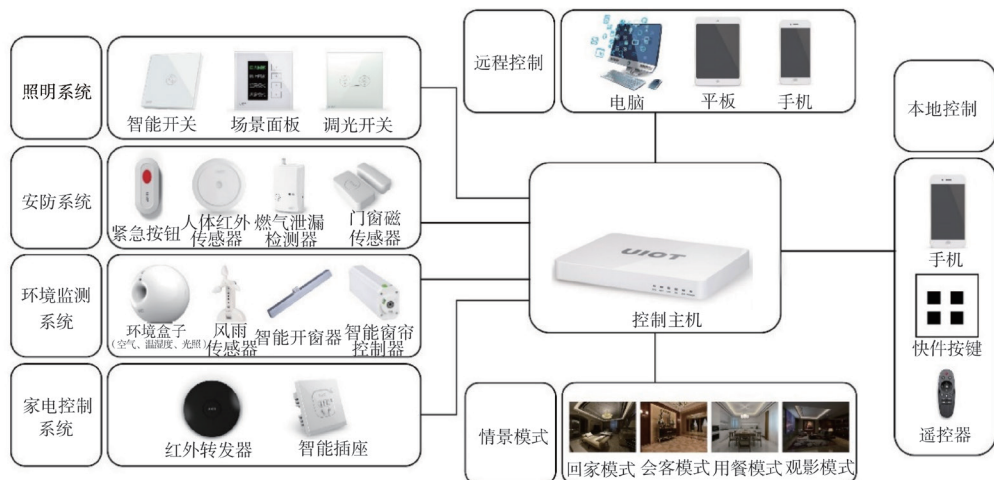 照明系统
智能开关
场景面板
调光开关
安防系统
紧急按钮
人体红外
传感器
燃气泄漏
检测器
门窗磁
传感器
环境监测
系统
环境盒子
(空气、温湿度、光照)
风雨
传感器
智能开窗器
智能窗帘
控制器
家电控制
系统
红外转发器
智能插座
远程控制
电脑
平板
手机
UIOT
控制主机
情景模式
回家模式
会客模式
用餐模式
观影模式
本地控制
手机
快件按键
遥控器